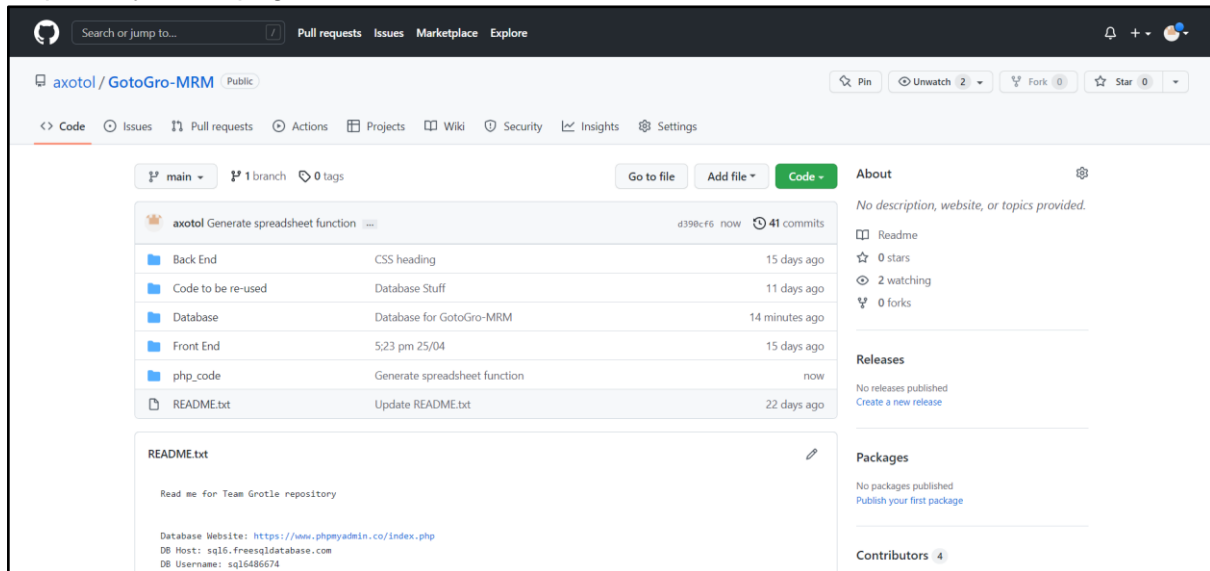 Search or jump to... / Pull requests Issues Marketplace Explore
axotol / GotoGro-MRM Public
Pin Unwatch 2 Fork 0 Star 0
<> Code Issues Pull requests Actions Projects Wiki Security Insights Settings
main 1 branch 0 tags Go to file Add file Code
axotol Generate spreadsheet function ... d390cf6 now 41 commits
Back End CSS heading 15 days ago
Code to be re-used Database Stuff 11 days ago
Database Database for GotoGro-MRM 14 minutes ago
Front End 5;23 pm 25/04 15 days ago
php_code Generate spreadsheet function now
README.txt Update README.txt 22 days ago
README.txt
Read me for Team Grotle repository
Database Website: https://www.phpmyadmin.co/index.php
DB Host: sql6.freesqldatabase.com
DB Username: sql6486674
About
No description, website, or topics provided.
Readme
0 stars
2 watching
0 forks
Releases
No releases published
Create a new release
Packages
No packages published
Publish your first package
Contributors 4